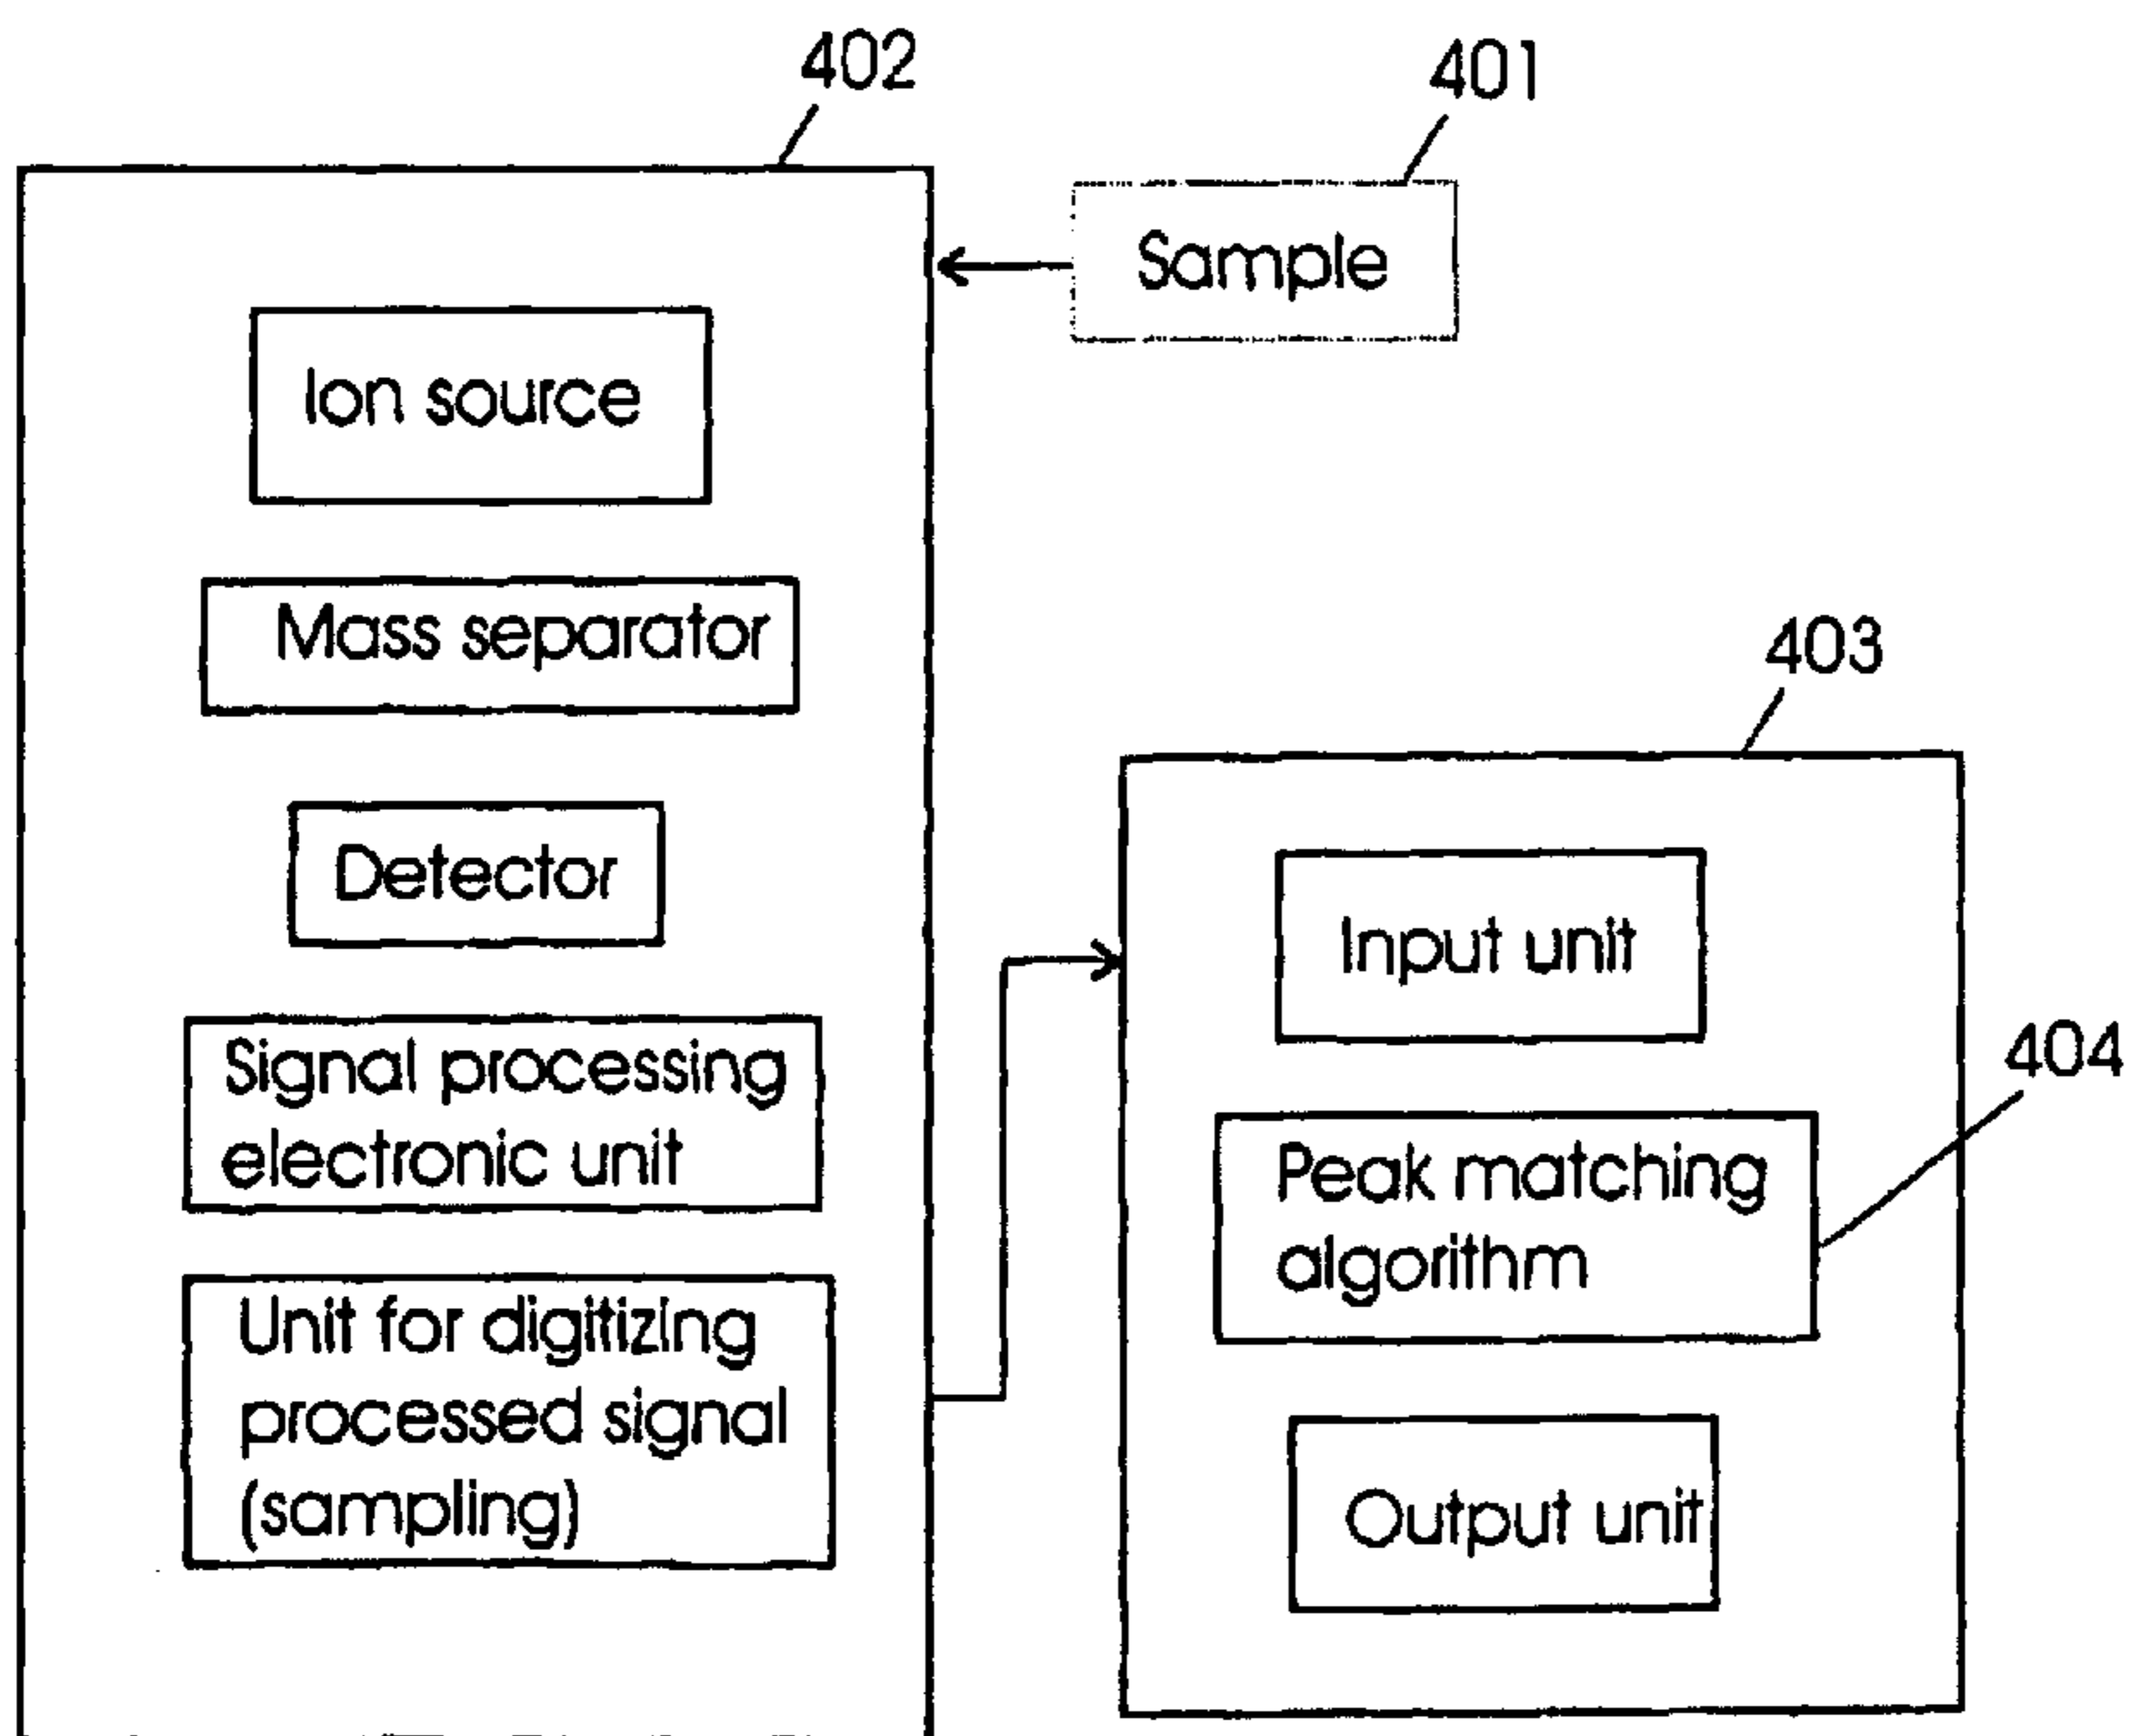 402
401
Sample
Ion source
Mass separator
403
Detector
Input unit
Signal processing
electronic unit
404
Peak matching
algorithm
Unit for digitizing
processed signal
(sampling)
Output unit